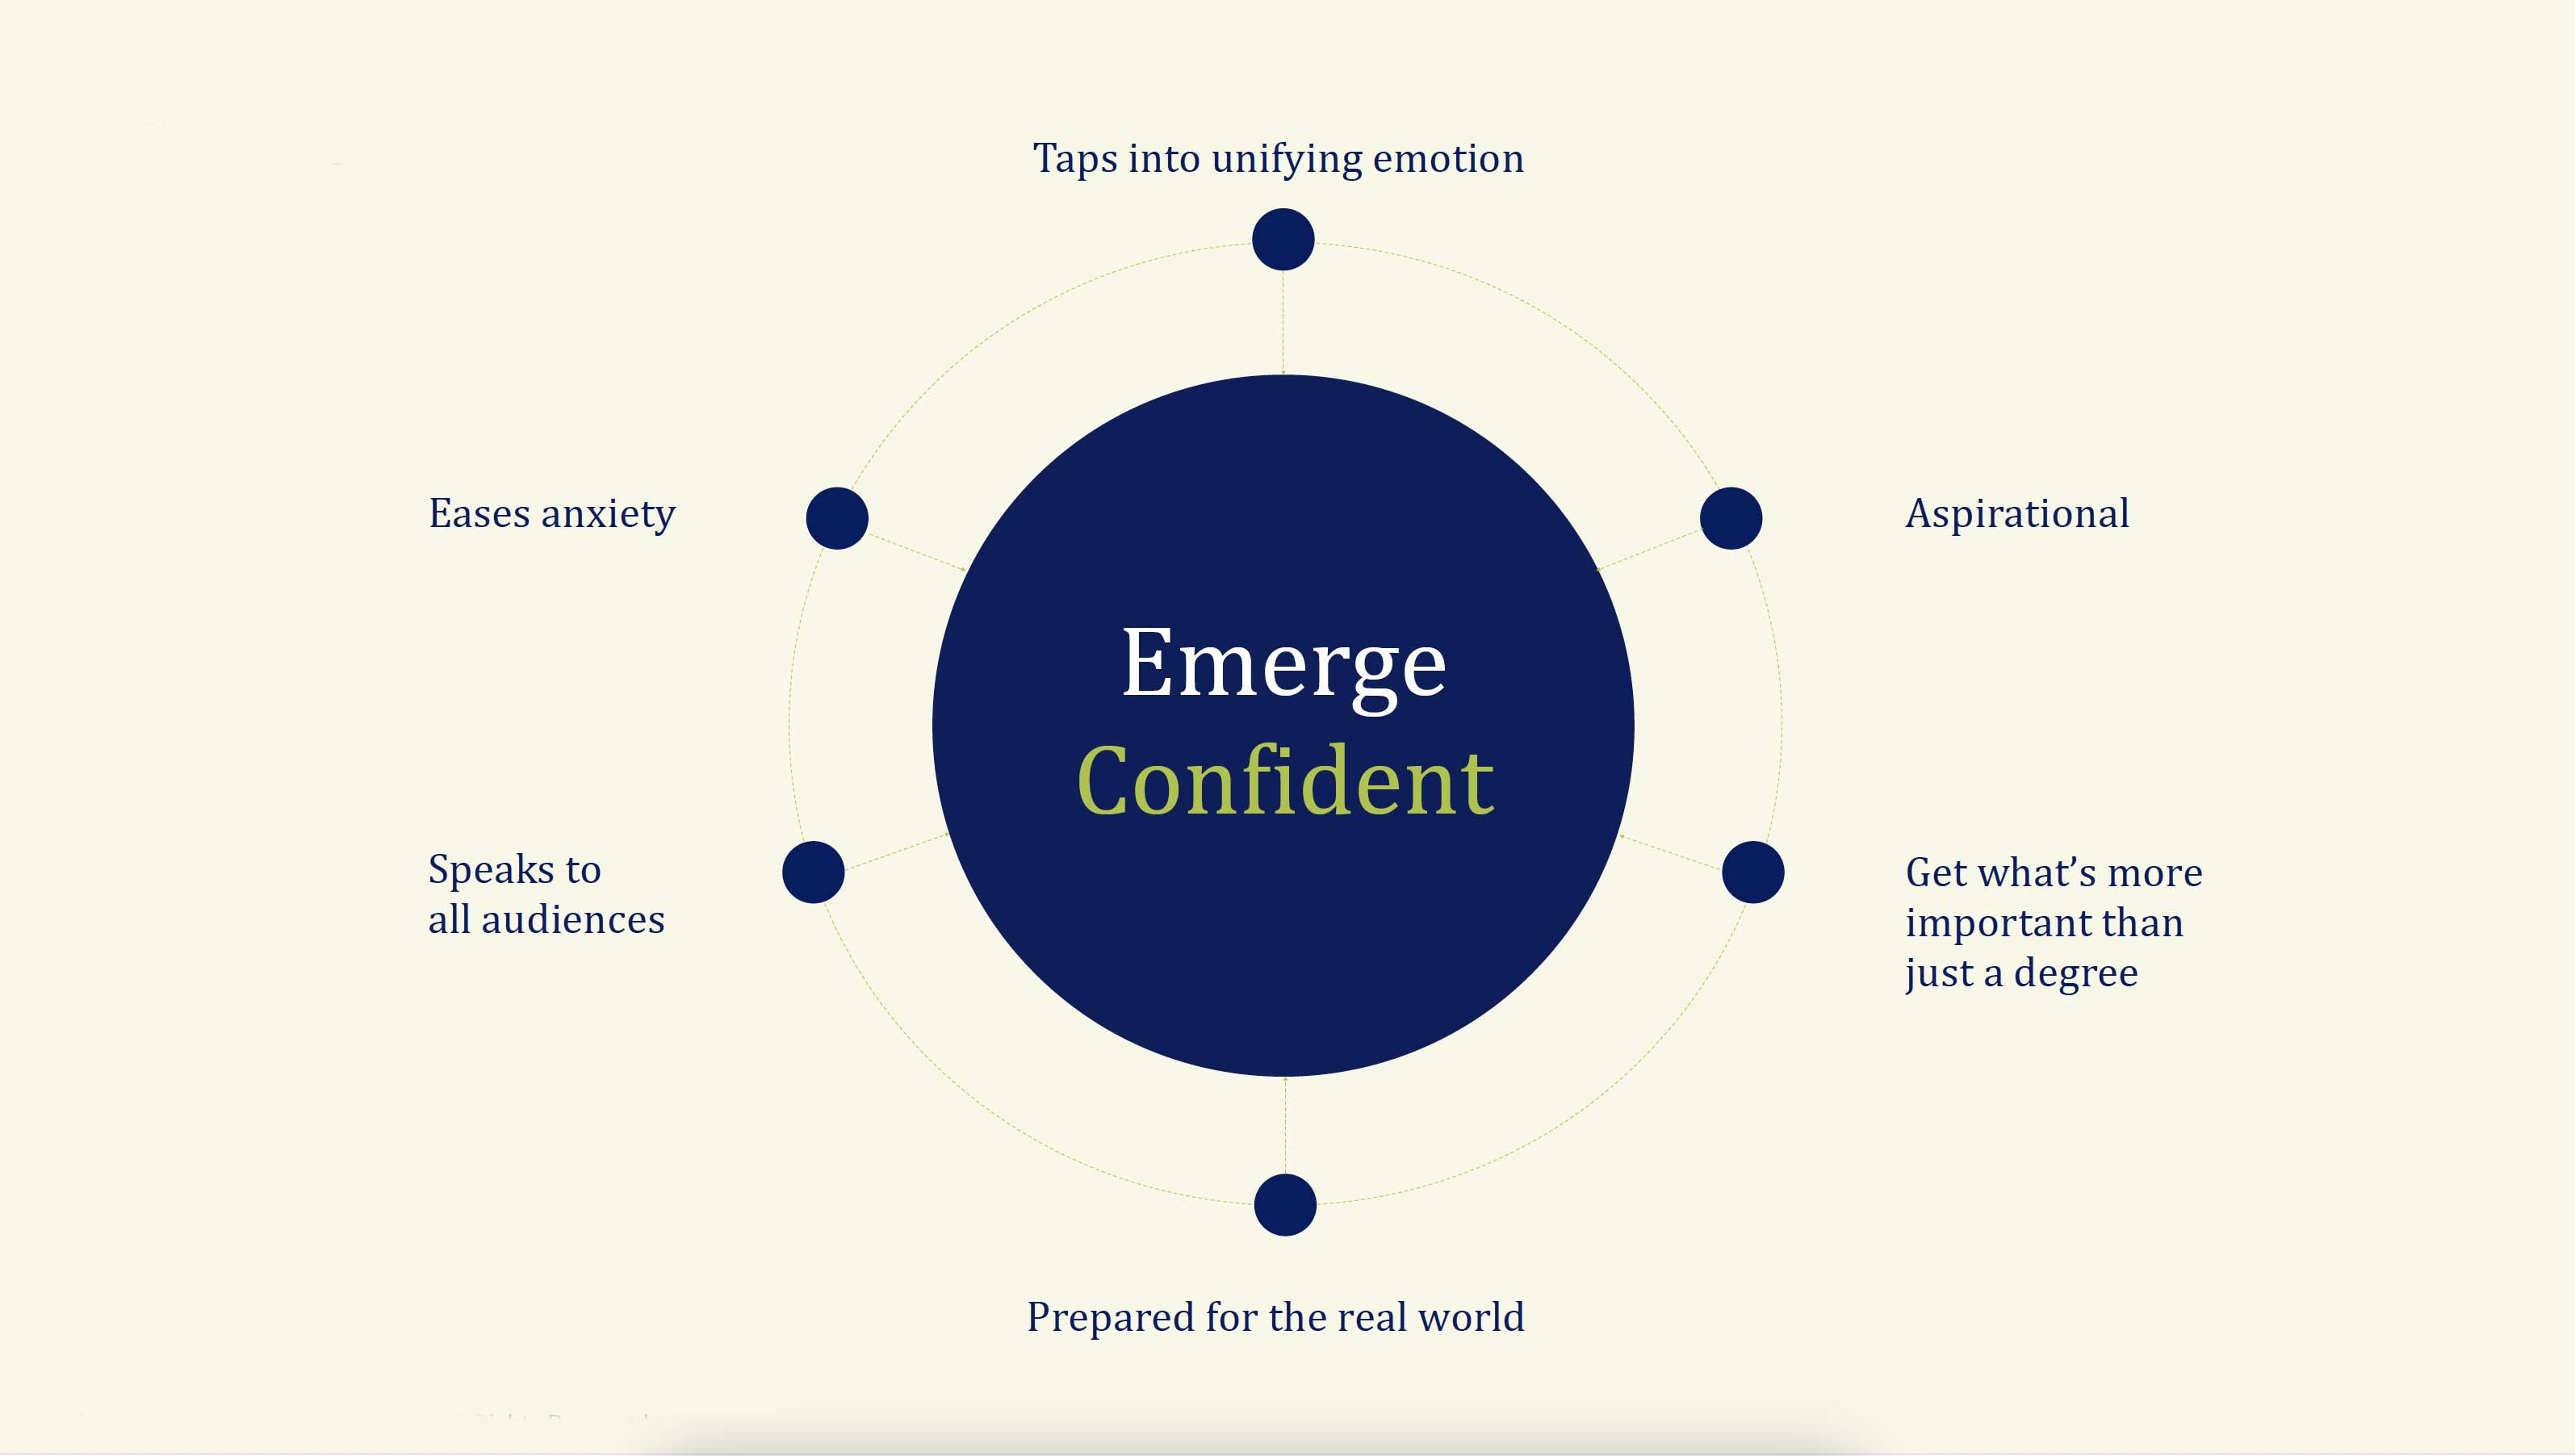 Taps into unifying emotion
Eases anxiety
Aspirational
Emerge
Confident
Speaks to
all audiences
Get what’s more
important than
just a degree
Prepared for the real world